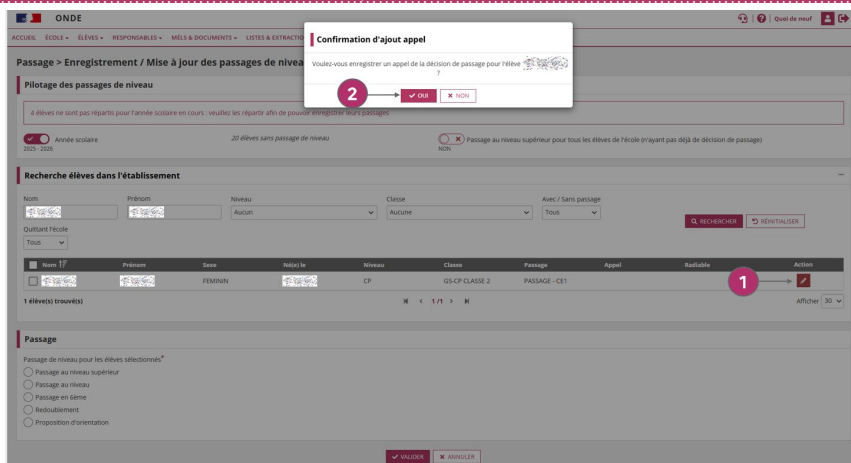 ONDE
Quoi de neuf
ACCUEIL ÉCOLE ÉLÈVES RESPONSABLES MÉLS & DOCUMENTS LISTES & EXTRACTIO
Confirmation d'ajout appel
Voulez-vous enregistrer un appel de la décision de passage pour l'élève
?
2
OUI NON
Passage > Enregistrement / Mise à jour des passages de nivea
Pilotage des passages de niveau
4 élèves ne sont pas répartis pour l'année scolaire en cours : veuillez les répartir afin de pouvoir enregistrer leurs passages
Année scolaire
2025 - 2026
20 élèves sans passage de niveau
Passage au niveau supérieur pour tous les élèves de l'école (n'ayant pas déjà de décision de passage)
NON
Recherche élèves dans l'établissement
Nom Prénom Niveau Classe Avec / Sans passage
Aucun Aucune Tous
RECHERCHER RÉINITIALISER
Quittant l'école
Tous
Nom Prénom Sexe Né(e) le Niveau Classe Passage Appel Radiable Action
FEMININ CP GS-CP CLASSE 2 PASSAGE - CE1
1
1 élève(s) trouvé(s) 1 /1 Afficher 30
Passage
Passage de niveau pour les élèves sélectionnés*
Passage au niveau supérieur
Passage au niveau
Passage en 6ème
Redoublement
Proposition d'orientation
VALIDER ANNULER